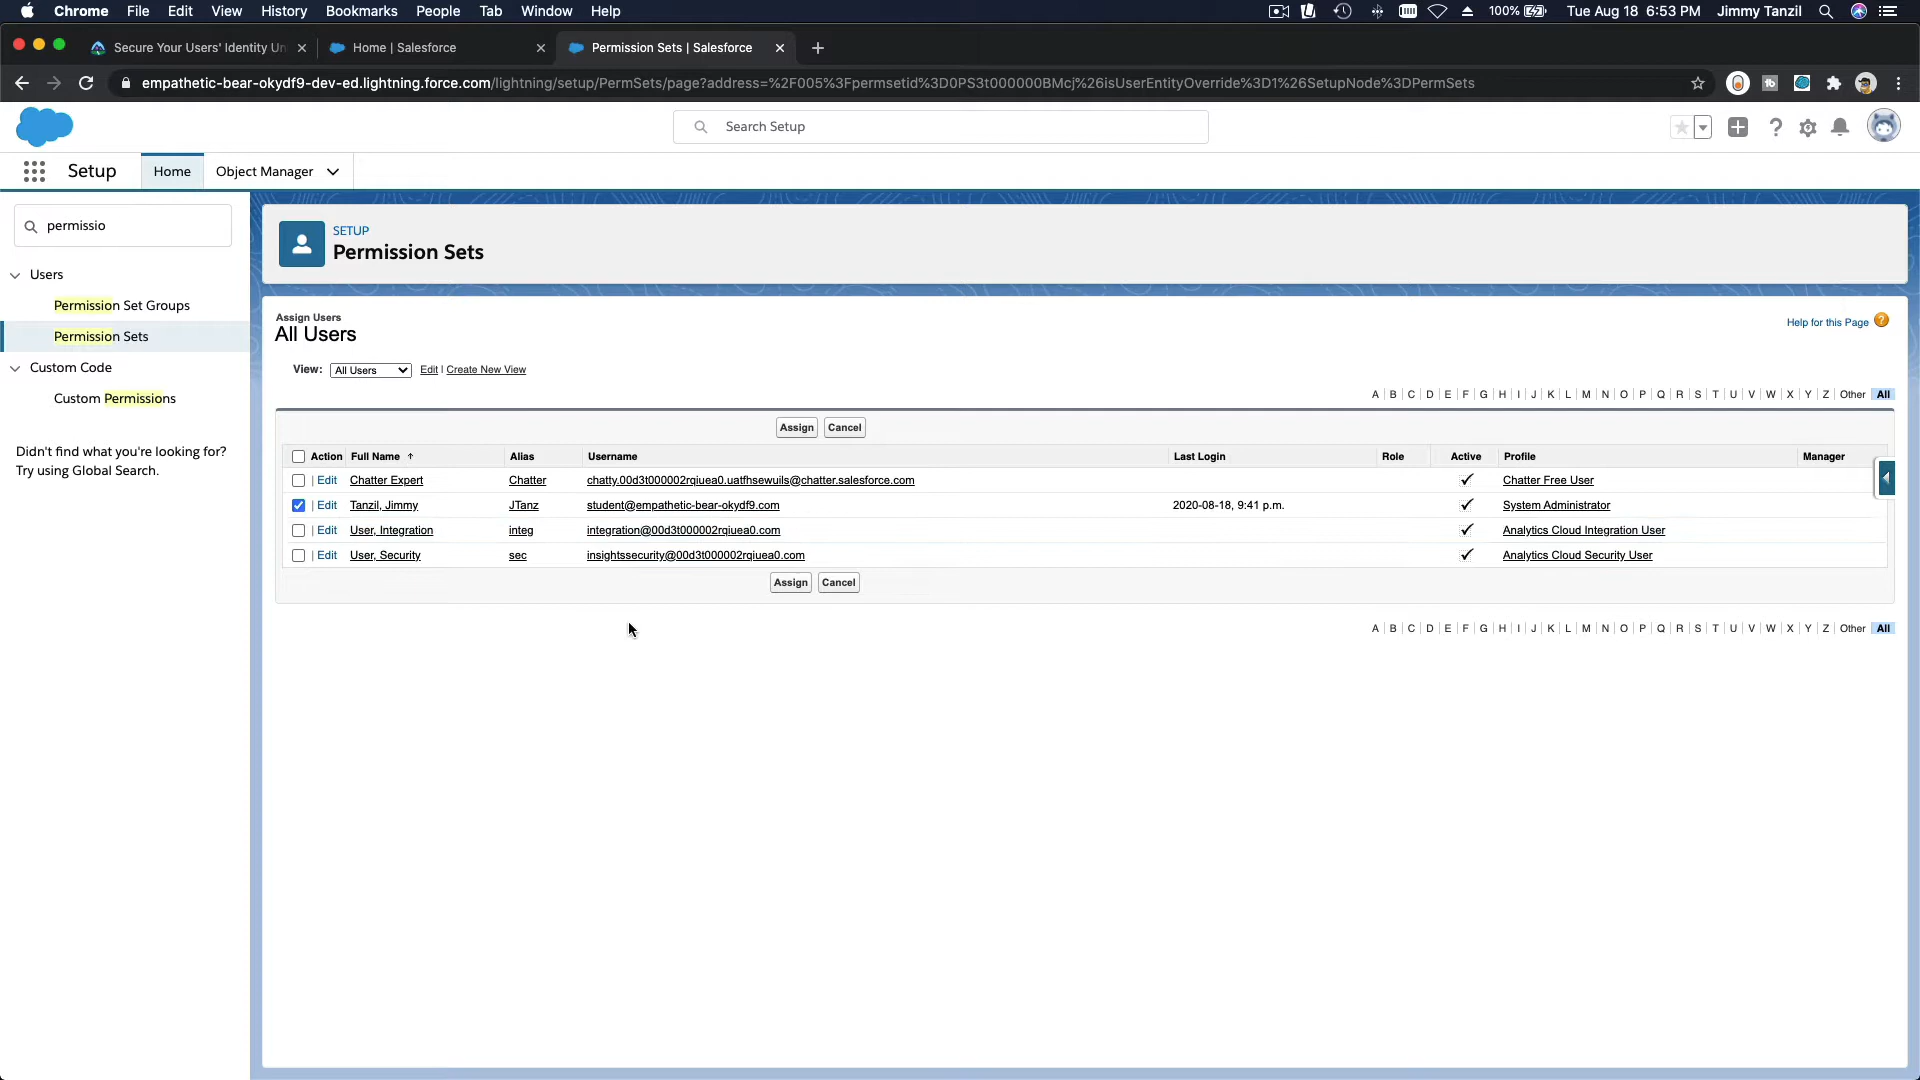 Chrome File Edit View History Bookmarks People Tab Window Help 100% Tue Aug 18 6:53 PM Jimmy Tanzil
Secure Your Users' Identity Un Home | Salesforce Permission Sets | Salesforce
empathetic-bear-okydf9-dev-ed.lightning.force.com/lightning/setup/PermSets/page?address=%2F005%3Fpermsetid%3D0PS3t000000BMcj%26isUserEntityOverride%3D1%26SetupNode%3DPermSets
Search Setup
Setup Home Object Manager
permissio
Users
Permission Set Groups
Permission Sets
Custom Code
Custom Permissions
Didn't find what you're looking for?
Try using Global Search.
SETUP
Permission Sets
Assign Users
All Users
Help for this Page ?
View: All Users Edit | Create New View
A | B | C | D | E | F | G | H | I | J | K | L | M | N | O | P | Q | R | S | T | U | V | W | X | Y | Z | Other | All
Assign Cancel
Action Full Name ↑ Alias Username Last Login Role Active Profile Manager
| Edit Chatter Expert Chatter chatty.00d3t000002rqiuea0.uatfhsewuils@chatter.salesforce.com Chatter Free User
| Edit Tanzil, Jimmy JTanz student@empathetic-bear-okydf9.com 2020-08-18, 9:41 p.m. System Administrator
| Edit User, Integration integ integration@00d3t000002rqiuea0.com Analytics Cloud Integration User
| Edit User, Security sec insightssecurity@00d3t000002rqiuea0.com Analytics Cloud Security User
Assign Cancel
A | B | C | D | E | F | G | H | I | J | K | L | M | N | O | P | Q | R | S | T | U | V | W | X | Y | Z | Other | All